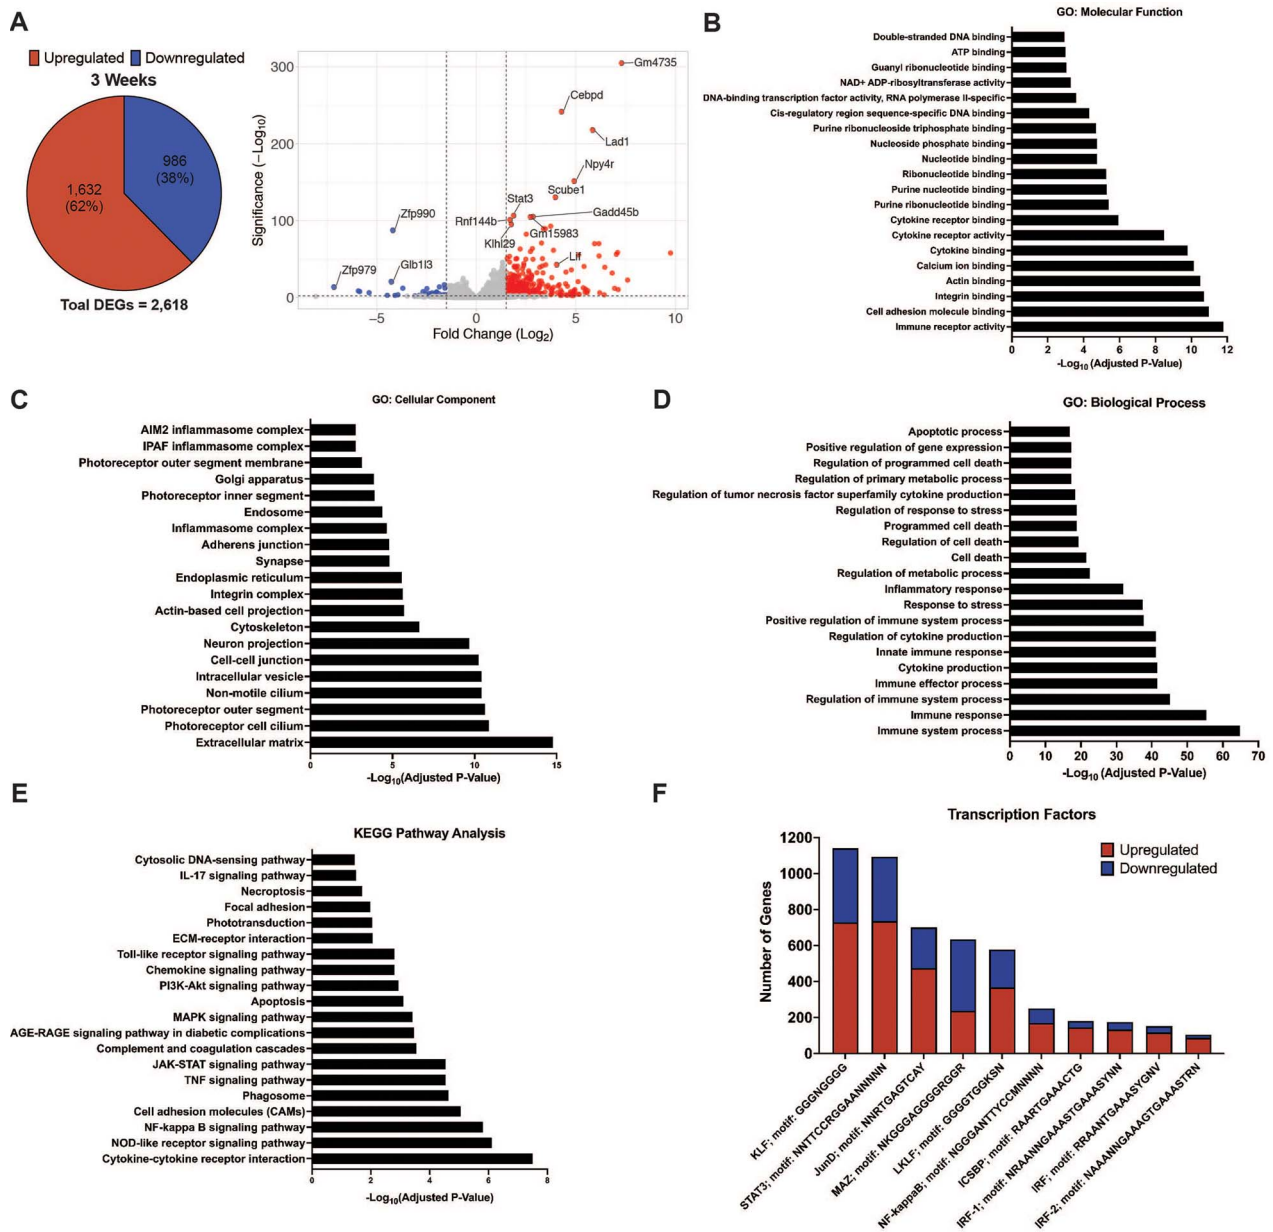 A
Upregulated Downregulated
3 Weeks
986
(38%)
1,632
(62%)
Toal DEGs = 2,618
Significance (−Log10)
300
200
100
0
Gm4735
Cebpd
Lad1
Npy4r
Scube1
Stat3
Gadd45b
Rnf144b
Zfp990
Gm15983
Klhl29
Lif
Glb1l3
Zfp979
−5 0 5 10
Fold Change (Log2)
B
GO: Molecular Function
Double-stranded DNA binding
ATP binding
Guanyl ribonucleotide binding
NAD+ ADP-ribosyltransferase activity
DNA-binding transcription factor activity, RNA polymerase II-specific
Cis-regulatory region sequence-specific DNA binding
Purine ribonucleoside triphosphate binding
Nucleoside phosphate binding
Nucleotide binding
Ribonucleotide binding
Purine nucleotide binding
Purine ribonucleotide binding
Cytokine receptor binding
Cytokine receptor activity
Cytokine binding
Calcium ion binding
Actin binding
Integrin binding
Cell adhesion molecule binding
Immune receptor activity
0 2 4 6 8 10 12
-Log10 (Adjusted P-Value)
C
GO: Cellular Component
AIM2 inflammasome complex
IPAF inflammasome complex
Photoreceptor outer segment membrane
Golgi apparatus
Photoreceptor inner segment
Endosome
Inflammasome complex
Adherens junction
Synapse
Endoplasmic reticulum
Integrin complex
Actin-based cell projection
Cytoskeleton
Neuron projection
Cell-cell junction
Intracellular vesicle
Non-motile cilium
Photoreceptor outer segment
Photoreceptor cell cilium
Extracellular matrix
0 5 10 15
-Log10(Adjusted P-Value)
D
GO: Biological Process
Apoptotic process
Positive regulation of gene expression
Regulation of programmed cell death
Regulation of primary metabolic process
Regulation of tumor necrosis factor superfamily cytokine production
Regulation of response to stress
Programmed cell death
Regulation of cell death
Cell death
Regulation of metabolic process
Inflammatory response
Response to stress
Positive regulation of immune system process
Regulation of cytokine production
Innate immune response
Cytokine production
Immune effector process
Regulation of immune system process
Immune response
Immune system process
0 10 20 30 40 50 60 70
-Log10 (Adjusted P-Value)
E
KEGG Pathway Analysis
Cytosolic DNA-sensing pathway
IL-17 signaling pathway
Necroptosis
Focal adhesion
Phototransduction
ECM-receptor interaction
Toll-like receptor signaling pathway
Chemokine signaling pathway
PI3K-Akt signaling pathway
Apoptosis
MAPK signaling pathway
AGE-RAGE signaling pathway in diabetic complications
Complement and coagulation cascades
JAK-STAT signaling pathway
TNF signaling pathway
Phagosome
Cell adhesion molecules (CAMs)
NF-kappa B signaling pathway
NOD-like receptor signaling pathway
Cytokine-cytokine receptor interaction
0 2 4 6 8
-Log10(Adjusted P-Value)
F
Transcription Factors
Upregulated
Downregulated
Number of Genes
1200
1000
800
600
400
200
0
KLF; motif: GGGNGGGG
STAT3; motif: NNTTCCRGGAANNNNN
JunD; motif: NNRTGAGTCAY
MAZ; motif: NKGGGAGGGGRGGR
LKLF; motif: GGGGTGGKSN
NF-kappaB; motif: NGGGANTTYCCMNNNN
ICSBP; motif: RAARTGAAACTG
IRF-1; motif: NRAANNGAAASTGAAASYNN
IRF; motif: RRAANTGAAASYGNV
IRF-2; motif: NAAANNGAAAGTGAAASTRN